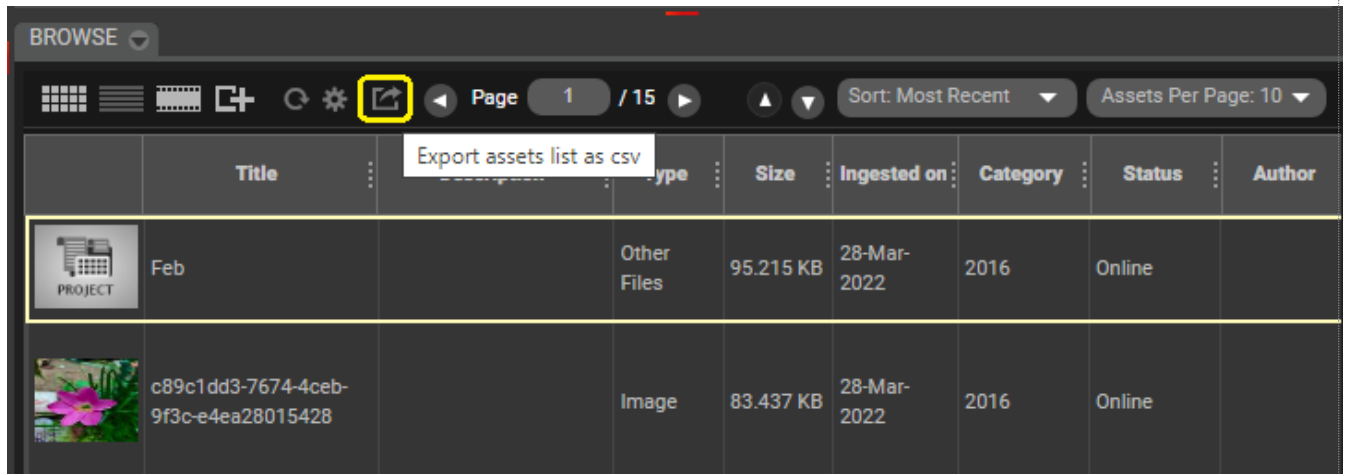 BROWSE
Page 1 / 15 Sort: Most Recent Assets Per Page: 10
Export assets list as csv
Title Size Ingested on Category Status Author
Feb Other Files 95.215 KB 28-Mar-2022 2016 Online
PROJECT
c89c1dd3-7674-4ceb-
9f3c-e4ea28015428 Image 83.437 KB 28-Mar-2022 2016 Online